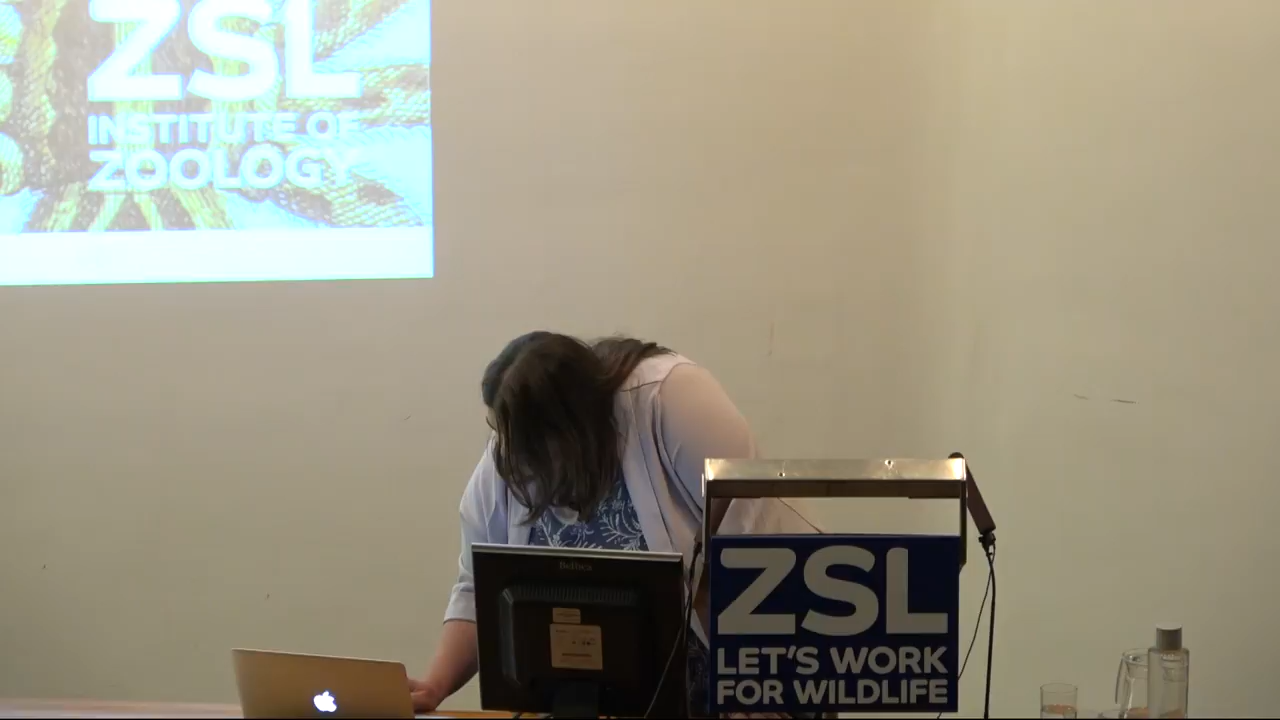 ZSL
INSTITUTE OF
ZOOLOGY
ZSL
LET'S WORK
FOR WILDLIFE